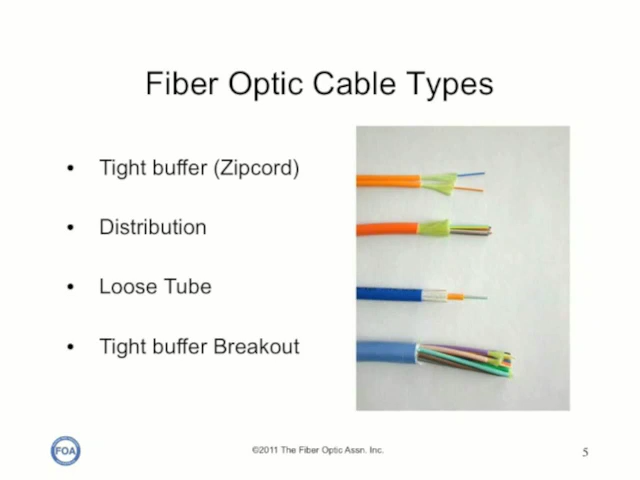 Fiber Optic Cable Types
• Tight buffer (Zipcord)
• Distribution
• Loose Tube
• Tight buffer Breakout
FOA
©2011 The Fiber Optic Assn. Inc.
5